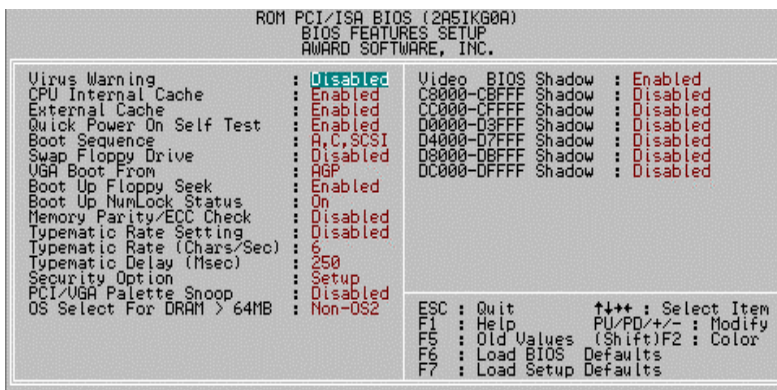 ROM PCI/ISA BIOS (2A5IKG0A)
BIOS FEATURES SETUP
AWARD SOFTWARE, INC.
Virus Warning : Disabled
CPU Internal Cache : Enabled
External Cache : Enabled
Quick Power On Self Test : Enabled
Boot Sequence : A,C,SCSI
Swap Floppy Drive : Disabled
VGA Boot From : AGP
Boot Up Floppy Seek : Enabled
Boot Up NumLock Status : On
Memory Parity/ECC Check : Disabled
Typematic Rate Setting : Disabled
Typematic Rate (Chars/Sec) : 6
Typematic Delay (Msec) : 250
Security Option : Setup
PCI/VGA Palette Snoop : Disabled
OS Select For DRAM > 64MB : Non-OS2
Video BIOS Shadow : Enabled
C8000-CBFFF Shadow : Disabled
CC000-CFFFF Shadow : Disabled
D0000-D3FFF Shadow : Disabled
D4000-D7FFF Shadow : Disabled
D8000-DBFFF Shadow : Disabled
DC000-DFFFF Shadow : Disabled
ESC : Quit ↑↓→← : Select Item
F1 : Help PU/PD/+/- : Modify
F5 : Old Values (Shift)F2 : Color
F6 : Load BIOS Defaults
F7 : Load Setup Defaults